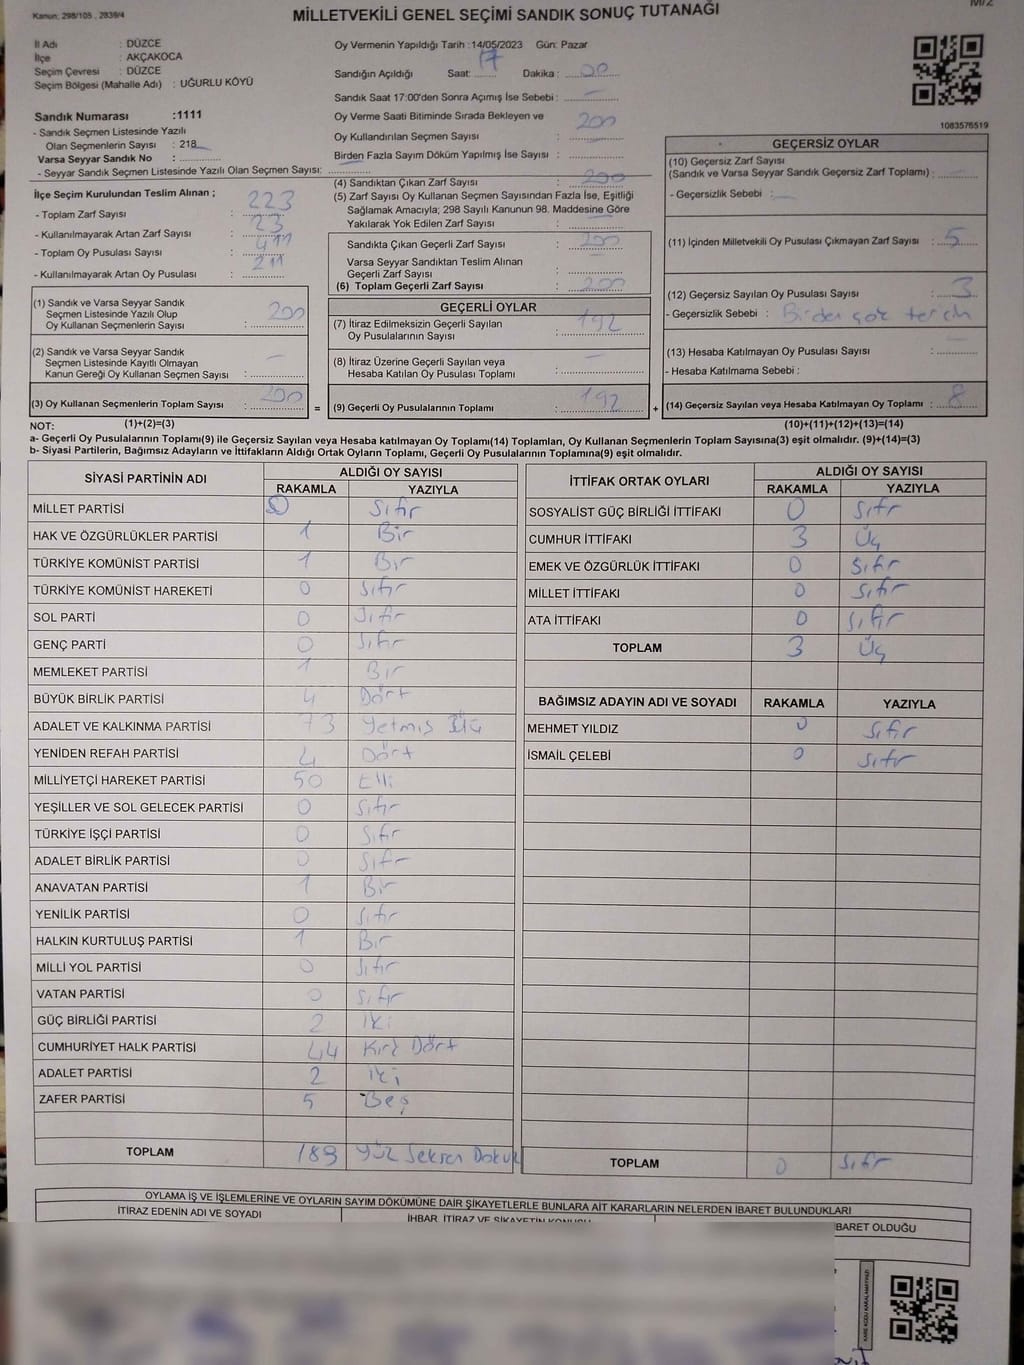 Kanun; 298/105 , 2839/4
MİLLETVEKİLİ GENEL SEÇİMİ SANDIK SONUÇ TUTANAĞI
İl Adı : DÜZCE
İlçe : AKÇAKOCA
Seçim Çevresi : DÜZCE
Seçim Bölgesi (Mahalle Adı) : UĞURLU KÖYÜ
Sandık Numarası :1111
- Sandık Seçmen Listesinde Yazılı
Olan Seçmenlerin Sayısı : 218
Varsa Seyyar Sandık No :
- Seyyar Sandık Seçmen Listesinde Yazılı Olan Seçmen Sayısı:
Oy Vermenin Yapıldığı Tarih :14/05/2023 Gün: Pazar
Sandığın Açıldığı Saat: 17 Dakika : 00
Sandık Saat 17:00'den Sonra Açımış İse Sebebi :
Oy Verme Saati Bitiminde Sırada Bekleyen ve
Oy Kullandırılan Seçmen Sayısı : 200
Birden Fazla Sayım Döküm Yapılmış İse Sayısı :
1083576519
İlçe Seçim Kurulundan Teslim Alınan ;
- Toplam Zarf Sayısı : 223
- Kullanılmayarak Artan Zarf Sayısı : 23
- Toplam Oy Pusulası Sayısı : 411
- Kullanılmayarak Artan Oy Pusulası : 211
(1) Sandık ve Varsa Seyyar Sandık
Seçmen Listesinde Yazılı Olup
Oy Kullanan Seçmenlerin Sayısı : 200
(2) Sandık ve Varsa Seyyar Sandık
Seçmen Listesinde Kayıtlı Olmayan
Kanun Gereği Oy Kullanan Seçmen Sayısı : -
(3) Oy Kullanan Seçmenlerin Toplam Sayısı : 200
(1)+(2)=(3)
(4) Sandıktan Çıkan Zarf Sayısı : 200
(5) Zarf Sayısı Oy Kullanan Seçmen Sayısından Fazla İse, Eşitliği
Sağlamak Amacıyla; 298 Sayılı Kanunun 98. Maddesine Göre
Yakılarak Yok Edilen Zarf Sayısı :
Sandıkta Çıkan Geçerli Zarf Sayısı : 200
Varsa Seyyar Sandıktan Teslim Alınan
Geçerli Zarf Sayısı :
(6) Toplam Geçerli Zarf Sayısı : 200
GEÇERLİ OYLAR
(7) İtiraz Edilmeksizin Geçerli Sayılan
Oy Pusulalarının Sayısı : 192
(8) İtiraz Üzerine Geçerli Sayılan veya
Hesaba Katılan Oy Pusulası Toplamı : -
= (9) Geçerli Oy Pusulalarının Toplamı : 192
GEÇERSİZ OYLAR
(10) Geçersiz Zarf Sayısı
(Sandık ve Varsa Seyyar Sandık Geçersiz Zarf Toplamı) :
- Geçersizlik Sebebi : -
(11) İçinden Milletvekili Oy Pusulası Çıkmayan Zarf Sayısı : 5
(12) Geçersiz Sayılan Oy Pusulası Sayısı : 3
- Geçersizlik Sebebi : Birden çok tercih
(13) Hesaba Katılmayan Oy Pusulası Sayısı : -
- Hesaba Katılmama Sebebi :
+ (14) Geçersiz Sayılan veya Hesaba Katılmayan Oy Toplamı : 8
(10)+(11)+(12)+(13)=(14)
NOT:
a- Geçerli Oy Pusulalarının Toplamı(9) ile Geçersiz Sayılan veya Hesaba katılmayan Oy Toplamı(14) Toplamları, Oy Kullanan Seçmenlerin Toplam Sayısına(3) eşit olmalıdır. (9)+(14)=(3)
b- Siyasi Partilerin, Bağımsız Adayların ve İttifakların Aldığı Ortak Oyların Toplamı, Geçerli Oy Pusulalarının Toplamına(9) eşit olmalıdır.
SİYASİ PARTİNİN ADI ALDIĞI OY SAYISI
RAKAMLA YAZIYLA
MİLLET PARTİSİ 0 Sıfır
HAK VE ÖZGÜRLÜKLER PARTİSİ 1 Bir
TÜRKİYE KOMÜNİST PARTİSİ 1 Bir
TÜRKİYE KOMÜNİST HAREKETİ 0 Sıfır
SOL PARTİ 0 Sıfır
GENÇ PARTİ 0 Sıfır
MEMLEKET PARTİSİ 1 Bir
BÜYÜK BİRLİK PARTİSİ 4 Dört
ADALET VE KALKINMA PARTİSİ 73 Yetmiş Üç
YENİDEN REFAH PARTİSİ 4 Dört
MİLLİYETÇİ HAREKET PARTİSİ 50 Elli
YEŞİLLER VE SOL GELECEK PARTİSİ 0 Sıfır
TÜRKİYE İŞÇİ PARTİSİ 0 Sıfır
ADALET BİRLİK PARTİSİ 0 Sıfır
ANAVATAN PARTİSİ 1 Bir
YENİLİK PARTİSİ 0 Sıfır
HALKIN KURTULUŞ PARTİSİ 1 Bir
MİLLİ YOL PARTİSİ 0 Sıfır
VATAN PARTİSİ 0 Sıfır
GÜÇ BİRLİĞİ PARTİSİ 2 iki
CUMHURİYET HALK PARTİSİ 44 Kırk Dört
ADALET PARTİSİ 2 iki
ZAFER PARTİSİ 5 Beş
TOPLAM 189 Yüz Seksen Dokuz
İTTİFAK ORTAK OYLARI ALDIĞI OY SAYISI
RAKAMLA YAZIYLA
SOSYALİST GÜÇ BİRLİĞİ İTTİFAKI 0 Sıfır
CUMHUR İTTİFAKI 3 Üç
EMEK VE ÖZGÜRLÜK İTTİFAKI 0 Sıfır
MİLLET İTTİFAKI 0 Sıfır
ATA İTTİFAKI 0 Sıfır
TOPLAM 3 Üç
BAĞIMSIZ ADAYIN ADI VE SOYADI RAKAMLA YAZIYLA
MEHMET YILDIZ 0 Sıfır
İSMAİL ÇELEBİ 0 Sıfır
TOPLAM 0 Sıfır
OYLAMA İŞ VE İŞLEMLERİNE VE OYLARIN SAYIM DÖKÜMÜNE DAİR ŞİKAYETLERLE BUNLARA AİT KARARLARIN NELERDEN İBARET BULUNDUKLARI
İTİRAZ EDENİN ADI VE SOYADI
İHBAR, İTİRAZ VE ŞİKAYETİN KONUSU
BARET OLDUĞU